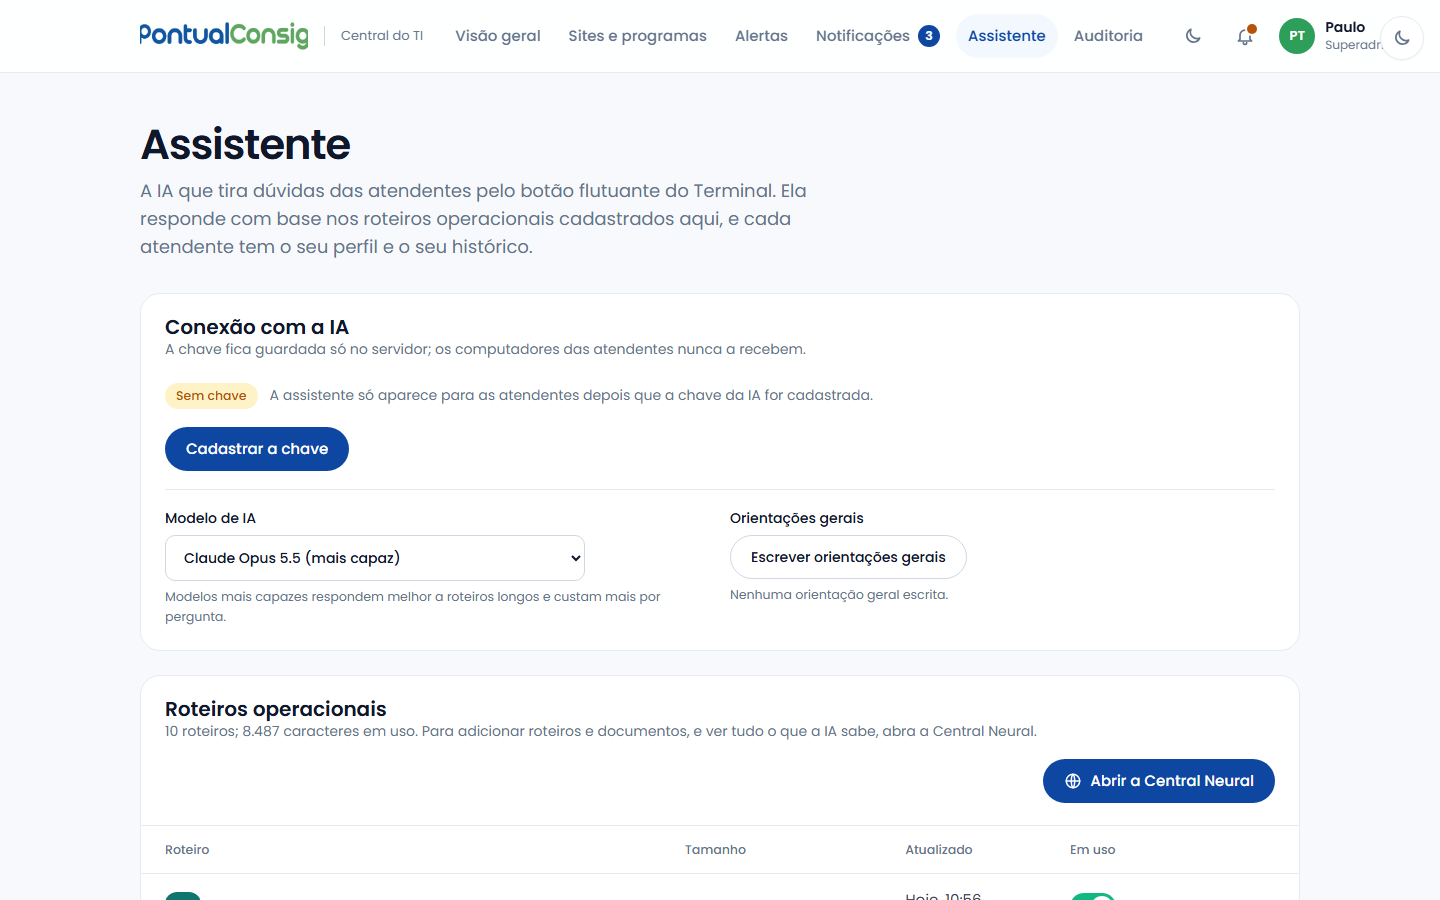 PontualConsig
Central do TI
Visão geral
Sites e programas
Alertas
Notificações 3
Assistente
Auditoria
PT
Paulo
Assistente
A IA que tira dúvidas das atendentes pelo botão flutuante do Terminal. Ela
responde com base nos roteiros operacionais cadastrados aqui, e cada
atendente tem o seu perfil e o seu histórico.
Conexão com a IA
A chave fica guardada só no servidor; os computadores das atendentes nunca a recebem.
Sem chave
A assistente só aparece para as atendentes depois que a chave da IA for cadastrada.
Cadastrar a chave
Modelo de IA
Claude Opus 5.5 (mais capaz)
Modelos mais capazes respondem melhor a roteiros longos e custam mais por
pergunta.
Orientações gerais
Escrever orientações gerais
Nenhuma orientação geral escrita.
Roteiros operacionais
10 roteiros; 8.487 caracteres em uso. Para adicionar roteiros e documentos, e ver tudo o que a IA sabe, abra a Central Neural.
Abrir a Central Neural
Roteiro
Tamanho
Atualizado
Em uso
Hoje, 10:56